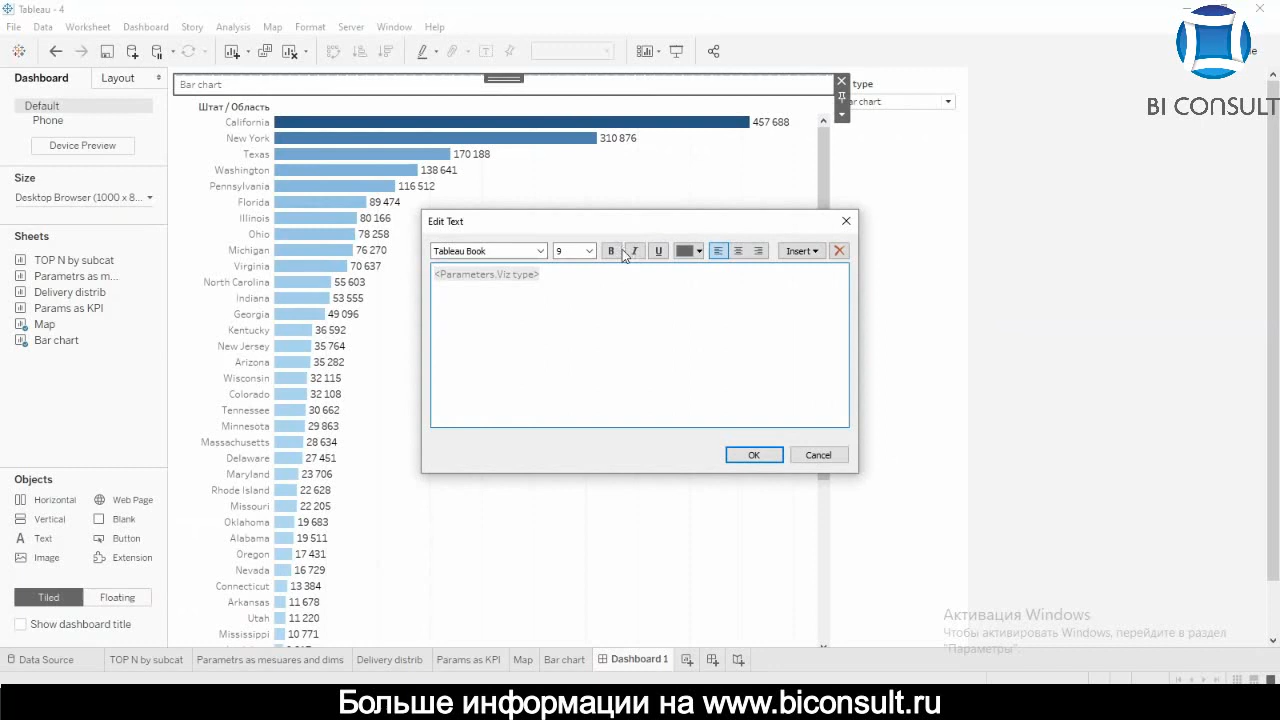 Tableau - 4
File Data Worksheet Dashboard Story Analysis Map Format Server Window Help
Dashboard Layout
Default
Phone
Device Preview
Size
Desktop Browser (1000 x 8...
Sheets
TOP N by subcat
Parametrs as m...
Delivery distrib
Params as KPI
Map
Bar chart
Objects
Horizontal Web Page
Vertical Blank
Text Button
Image Extension
Tiled Floating
Show dashboard title
Bar chart
Штат / Область
California 457 688
New York 310 876
Texas 170 188
Washington 138 641
Pennsylvania 116 512
Florida 89 474
Illinois 80 166
Ohio 78 258
Michigan 76 270
Virginia 70 637
North Carolina 55 603
Indiana 53 555
Georgia 49 096
Kentucky 36 592
New Jersey 35 764
Arizona 35 282
Wisconsin 32 115
Colorado 32 108
Tennessee 30 662
Minnesota 29 863
Massachusetts 28 634
Delaware 27 451
Maryland 23 706
Rhode Island 22 628
Missouri 22 205
Oklahoma 19 683
Alabama 19 511
Oregon 17 431
Nevada 16 729
Connecticut 13 384
Arkansas 11 678
Utah 11 220
Mississippi 10 771
type
ar chart
BI CONSULT
Edit Text
Tableau Book 9 B I U Insert
<Parameters.Viz type>
OK Cancel
Активация Windows
Чтобы активировать Windows, перейдите в раздел
"Параметры".
Data Source TOP N by subcat Parametrs as mesuares and dims Delivery distrib Params as KPI Map Bar chart Dashboard 1
Больше информации на www.biconsult.ru